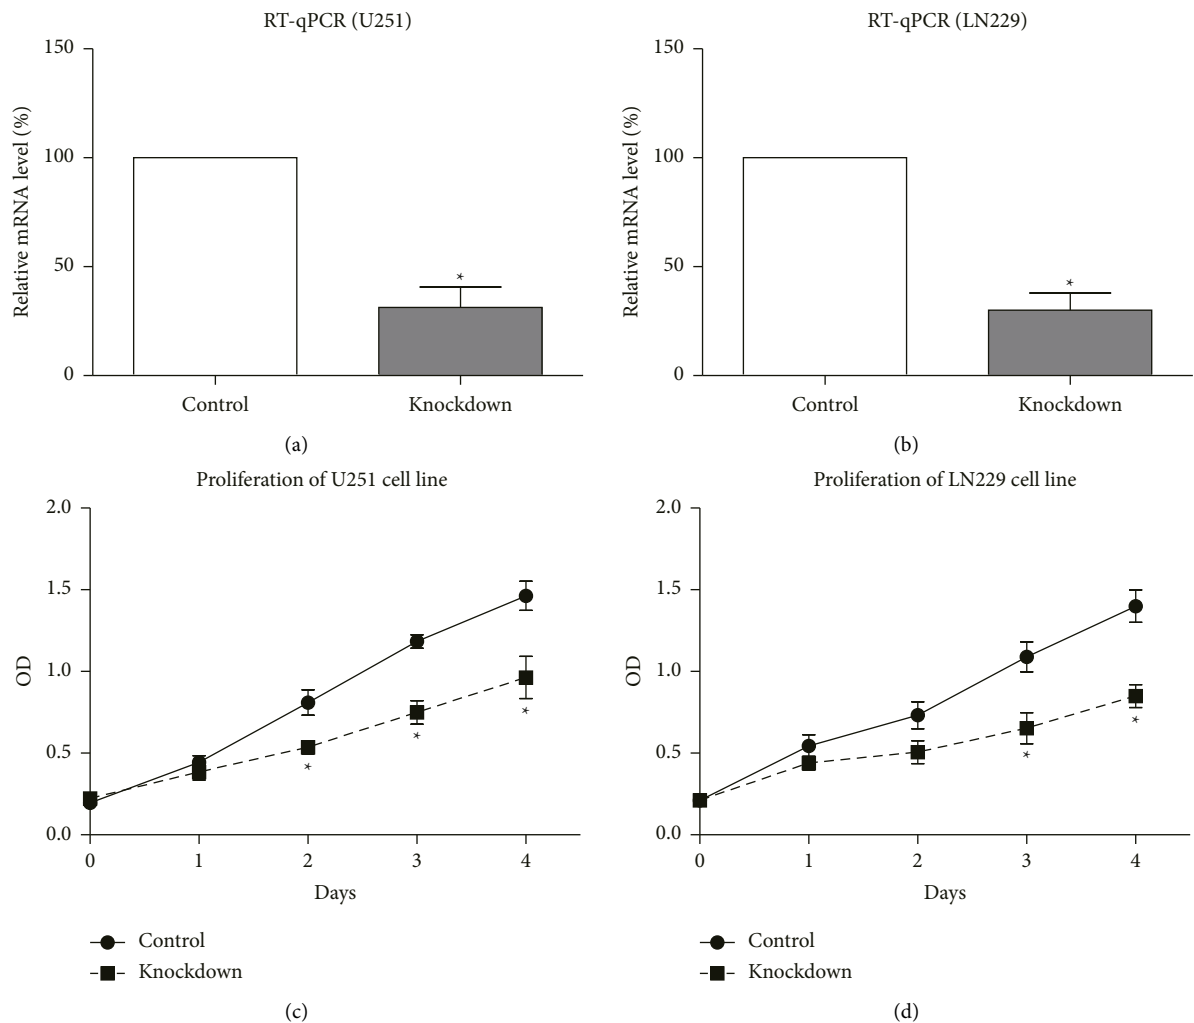 RT-qPCR (U251)
150
100
50
0
Relative mRNA level (%)
*
Control
Knockdown
(a)
RT-qPCR (LN229)
150
100
50
0
Relative mRNA level (%)
*
Control
Knockdown
(b)
Proliferation of U251 cell line
2.0
1.5
1.0
0.5
0.0
OD
*
*
*
0 1 2 3 4
Days
Control
Knockdown
(c)
Proliferation of LN229 cell line
2.0
1.5
1.0
0.5
0.0
OD
*
*
0 1 2 3 4
Days
Control
Knockdown
(d)